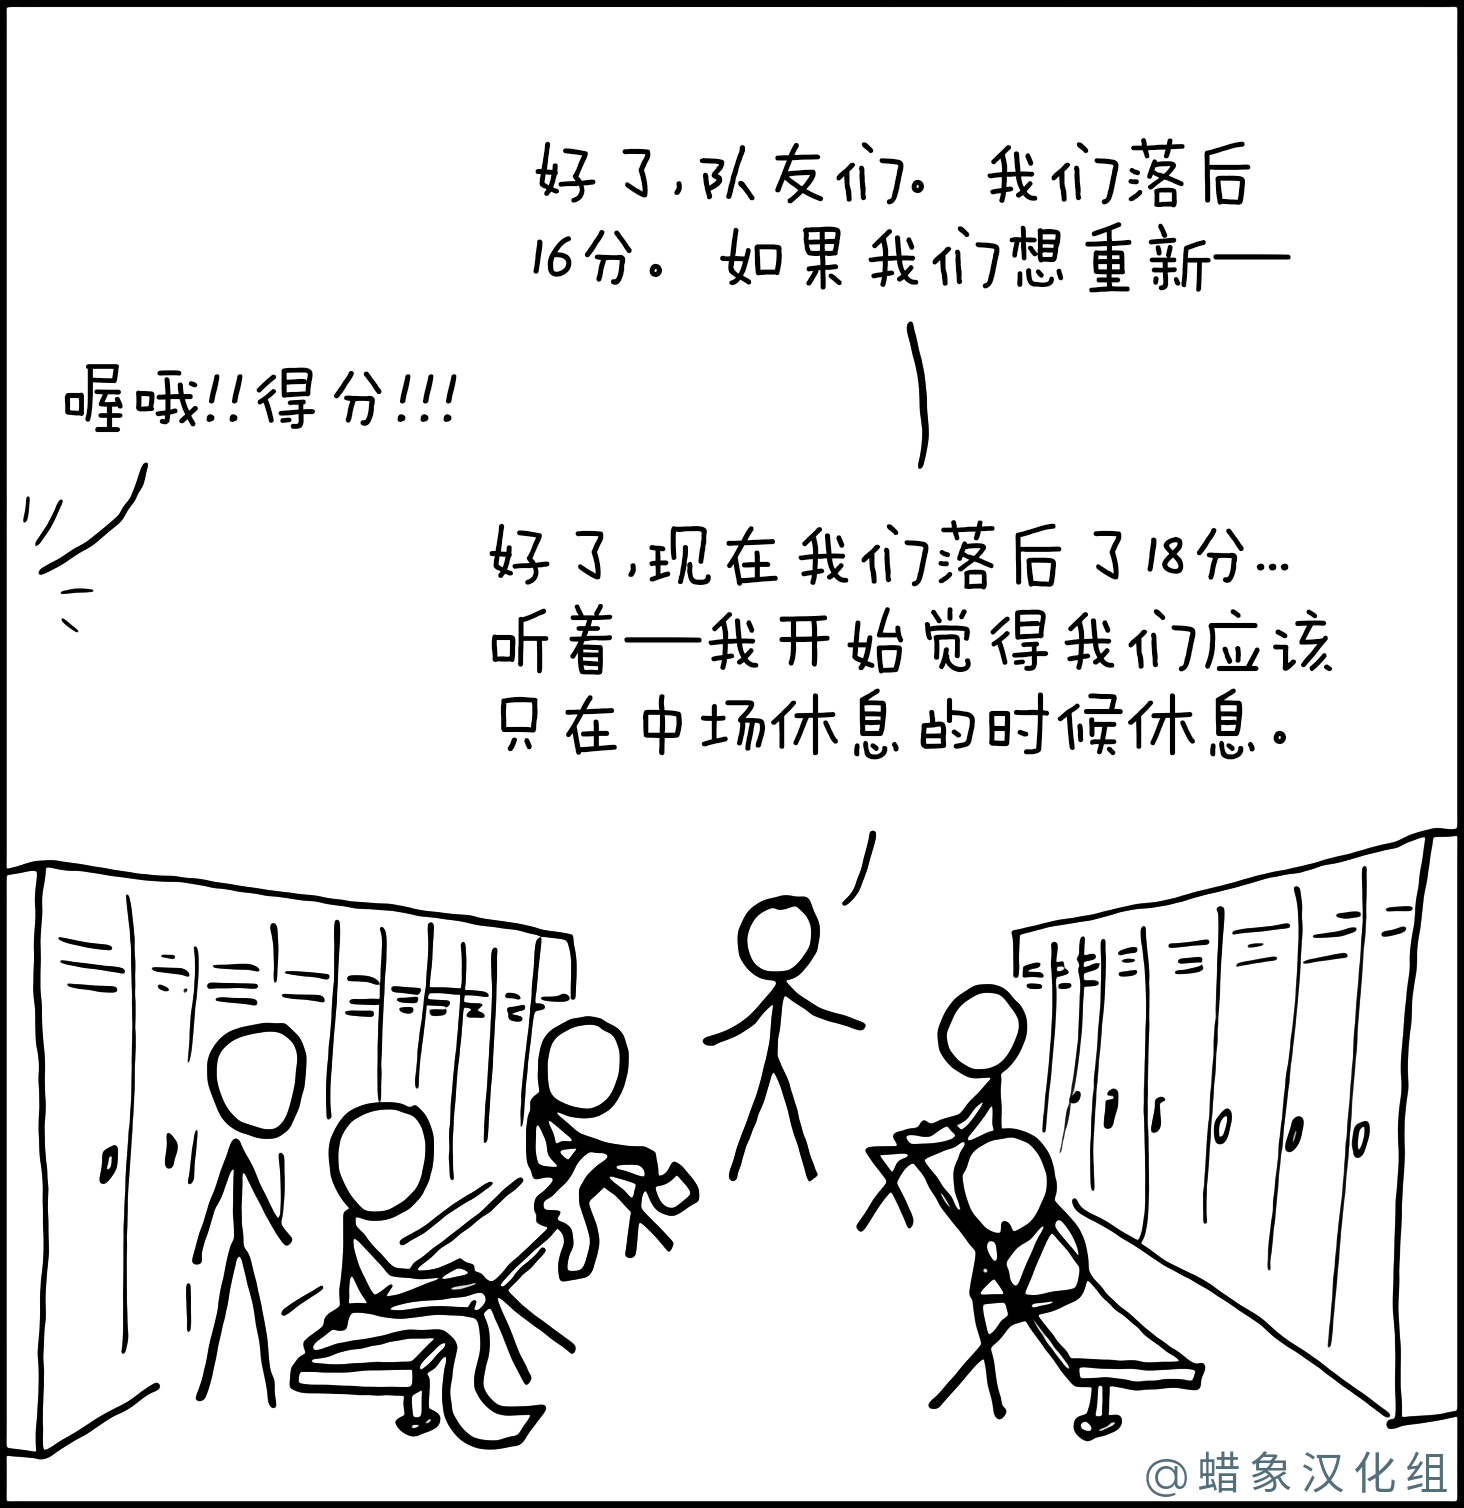 好了,队友们。 我们落后
16分。 如果我们想重新——
喔哦!!得分!!!
好了,现在我们落后了18分...
听着——我开始觉得我们应该
只在中场休息的时候休息。
@蜡象汉化组